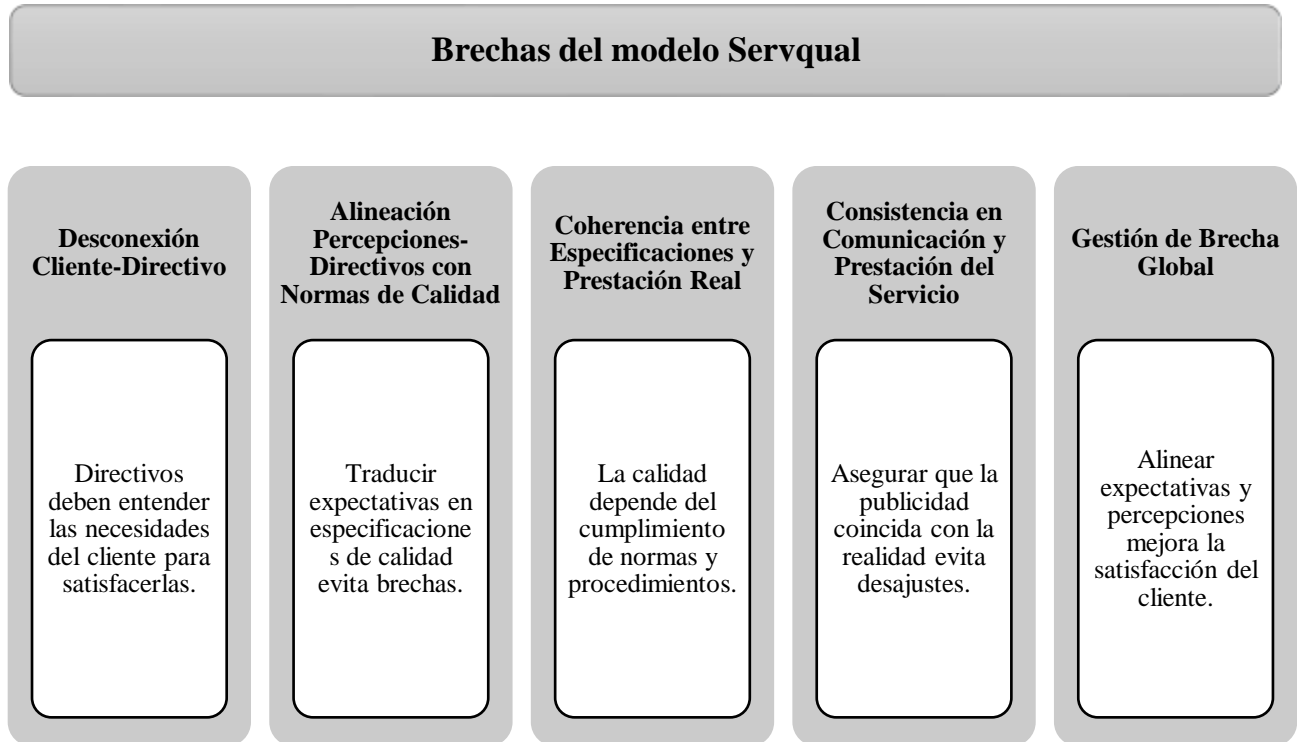 Brechas del modelo Servqual
Desconexión
Cliente-Directivo
Directivos
deben entender
las necesidades
del cliente para
satisfacerlas.
Alineación
Percepciones-
Directivos con
Normas de Calidad
Traducir
expectativas en
especificacione
s de calidad
evita brechas.
Coherencia entre
Especificaciones y
Prestación Real
La calidad
depende del
cumplimiento
de normas y
procedimientos.
Consistencia en
Comunicación y
Prestación del
Servicio
Asegurar que la
publicidad
coincida con la
realidad evita
desajustes.
Gestión de Brecha
Global
Alinear
expectativas y
percepciones
mejora la
satisfacción del
cliente.